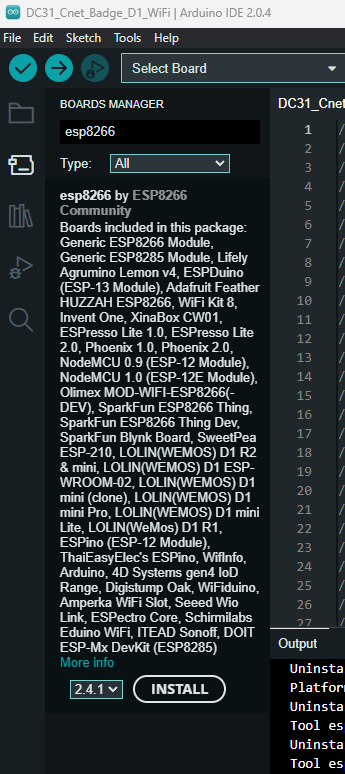 DC31_Cnet_Badge_D1_WiFi | Arduino IDE 2.0.4
File Edit Sketch Tools Help
Select Board
BOARDS MANAGER
esp8266
Type: All
esp8266 by ESP8266
Community
Boards included in this package:
Generic ESP8266 Module,
Generic ESP8285 Module, Lifely
Agrumino Lemon v4, ESPDuino
(ESP-13 Module), Adafruit Feather
HUZZAH ESP8266, WiFi Kit 8,
Invent One, XinaBox CW01,
ESPresso Lite 1.0, ESPresso Lite
2.0, Phoenix 1.0, Phoenix 2.0,
NodeMCU 0.9 (ESP-12 Module),
NodeMCU 1.0 (ESP-12E Module),
Olimex MOD-WIFI-ESP8266(-
DEV), SparkFun ESP8266 Thing,
SparkFun ESP8266 Thing Dev,
SparkFun Blynk Board, SweetPea
ESP-210, LOLIN(WEMOS) D1 R2
& mini, LOLIN(WEMOS) D1 ESP-
WROOM-02, LOLIN(WEMOS) D1
mini (clone), LOLIN(WEMOS) D1
mini Pro, LOLIN(WEMOS) D1 mini
Lite, LOLIN(WeMos) D1 R1,
ESPino (ESP-12 Module),
ThaiEasyElec's ESPino, WifInfo,
Arduino, 4D Systems gen4 IoD
Range, Digistump Oak, WiFiduino,
Amperka WiFi Slot, Seeed Wio
Link, ESPectro Core, Schirmilabs
Eduino WiFi, ITEAD Sonoff, DOIT
ESP-Mx DevKit (ESP8285)
More info
2.4.1 INSTALL
DC31_Cnet
1 /
2 /
3 /
4 /
5 /
6 /
7 /
8 /
9 /
10 /
11 /
12 /
13 /
14 /
15 /
16 /
17 /
18 /
19 /
20 /
21 /
22 /
23 /
24 /
25 /
26 /
27 /
Output
Uninsta
Platfor
Uninsta
Tool es
Uninsta
Tool es